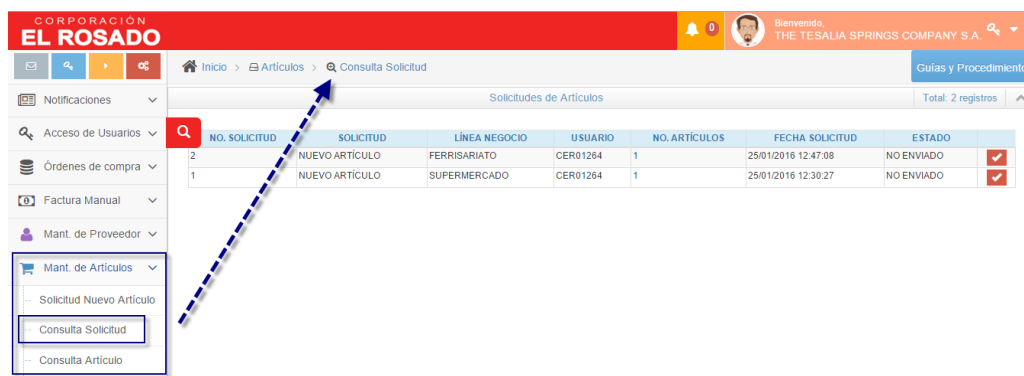 CORPORACIÓN
EL ROSADO
0
Bienvenido,
THE TESALIA SPRINGS COMPANY S.A.
Inicio > Artículos > Consulta Solicitud
Guías y Procedimiento
Notificaciones
Acceso de Usuarios
Órdenes de compra
Factura Manual
Mant. de Proveedor
Mant. de Artículos
Solicitud Nuevo Artículo
Consulta Solicitud
Consulta Artículo
Solicitudes de Artículos
Total: 2 registros
NO. SOLICITUD SOLICITUD LÍNEA NEGOCIO USUARIO NO. ARTÍCULOS FECHA SOLICITUD ESTADO
2 NUEVO ARTÍCULO FERRISARIATO CER01264 1 25/01/2016 12:47:08 NO ENVIADO
1 NUEVO ARTÍCULO SUPERMERCADO CER01264 1 25/01/2016 12:30:27 NO ENVIADO